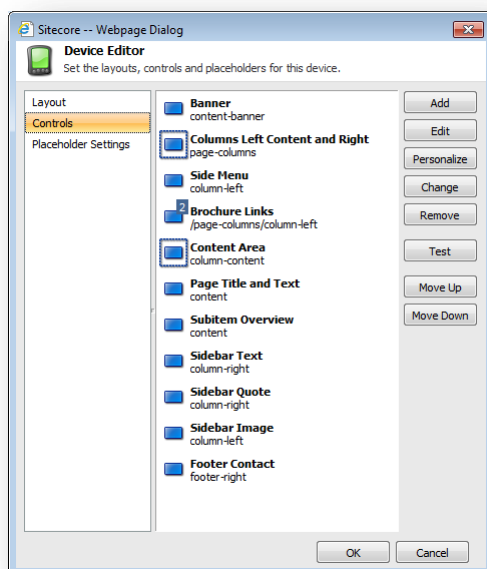 Sitecore -- Webpage Dialog
Device Editor
Set the layouts, controls and placeholders for this device.
Layout
Controls
Placeholder Settings
Banner
content-banner
Columns Left Content and Right
page-columns
Side Menu
column-left
2
Brochure Links
/page-columns/column-left
Content Area
column-content
Page Title and Text
content
Subitem Overview
content
Sidebar Text
column-right
Sidebar Quote
column-right
Sidebar Image
column-left
Footer Contact
footer-right
Add
Edit
Personalize
Change
Remove
Test
Move Up
Move Down
OK
Cancel